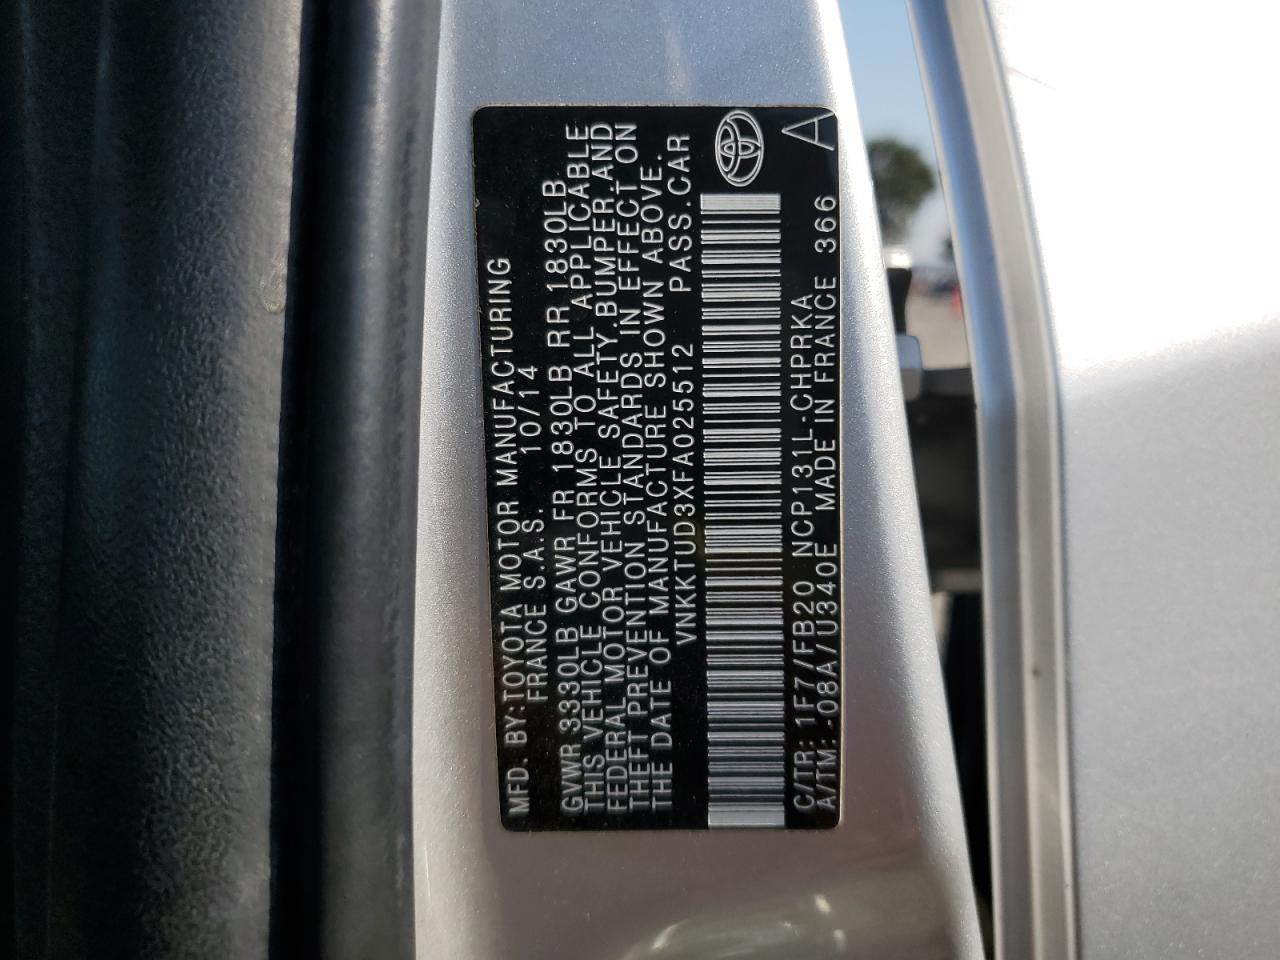 MFD. BY:TOYOTA MOTOR MANUFACTURING
FRANCE S.A.S. 10/14
GVWR 3330LB GAWR FR 1830LB RR 1830LB
THIS VEHICLE CONFORMS TO ALL APPLICABLE
FEDERAL MOTOR VEHICLE SAFETY,BUMPER,AND
THEFT PREVENTION STANDARDS IN EFFECT ON
THE DATE OF MANUFACTURE SHOWN ABOVE.
VNKKTUD3XFA025512 PASS.CAR
C/TR: 1F7/FB20 NCP131L-CHPRKA
A/TM:-08A/U340E MADE IN FRANCE 366
A